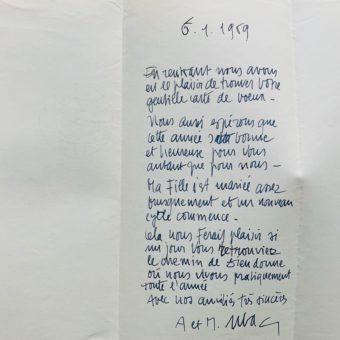 6.1.1969
En rentrant nous avons
eu le plaisir de trouver votre
gentille carte de voeux -
Nous aussi espérons que
cette année soit bonne
et heureuse pour vous
autant que pour nous -
Ma Fille s'est mariée assez
brusquement et un nouveau
cycle commence -
Cela nous Ferait plaisir si
un jour vous retrouviez
le chemin de Dieudonne
où nous vivons pratiquement
toute l'année
Avec nos amitiés très sincères
A et M. Ubac